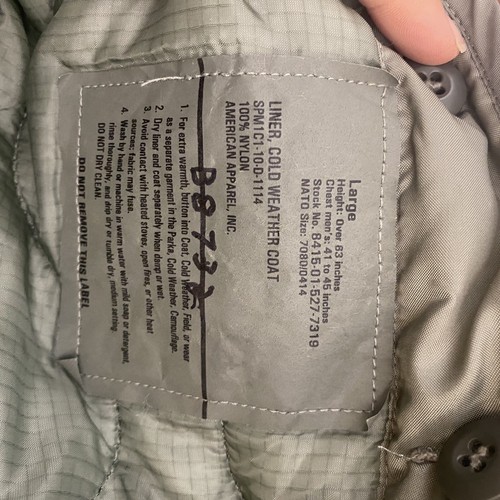 Large
Height: Over 83 inches
Chest men's: 41 to 45 inches
Stock No. 8415-01-527-7319
NATO Size: 7080/0414
LINER, COLD WEATHER COAT
SPM1C1-10-D-1114
100% NYLON
AMERICAN APPAREL INC.
1. For extra warmth, button into Coat, Cold Weather, Field, or wear
as a separate garment in the Parka, Cold Weather, Camouflage.
2. Dry liner and coat separately when damp or wet.
3. Avoid contact with heated stoves, open fires, or other heat
sources; fabric may fuse.
4. Wash by hand or machine in warm water with mild soap or detergent,
rinse thoroughly, and drip dry or tumble dry, medium setting.
DO NOT DRY CLEAN.
DO NOT REMOVE THIS LABEL